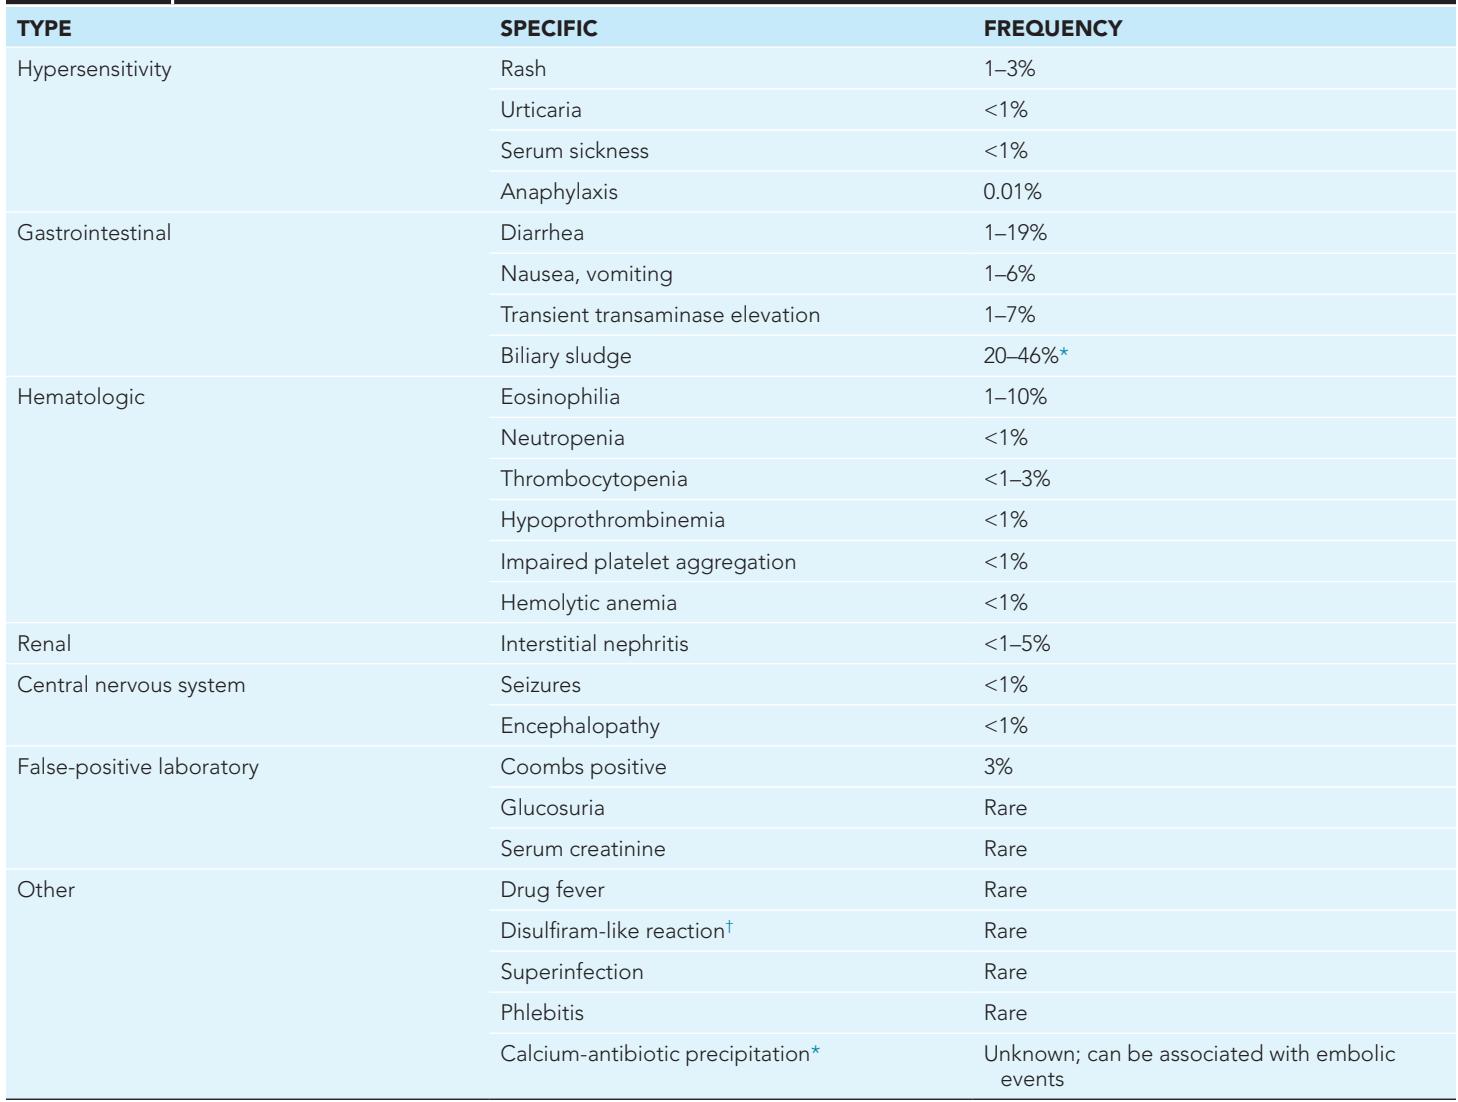 TYPE SPECIFIC FREQUENCY
Hypersensitivity Rash 1–3%
Urticaria <1%
Serum sickness <1%
Anaphylaxis 0.01%
Gastrointestinal Diarrhea 1–19%
Nausea, vomiting 1–6%
Transient transaminase elevation 1–7%
Biliary sludge 20–46%*
Hematologic Eosinophilia 1–10%
Neutropenia <1%
Thrombocytopenia <1–3%
Hypoprothrombinemia <1%
Impaired platelet aggregation <1%
Hemolytic anemia <1%
Renal Interstitial nephritis <1–5%
Central nervous system Seizures <1%
Encephalopathy <1%
False-positive laboratory Coombs positive 3%
Glucosuria Rare
Serum creatinine Rare
Other Drug fever Rare
Disulfiram-like reaction† Rare
Superinfection Rare
Phlebitis Rare
Calcium-antibiotic precipitation* Unknown; can be associated with embolic
events